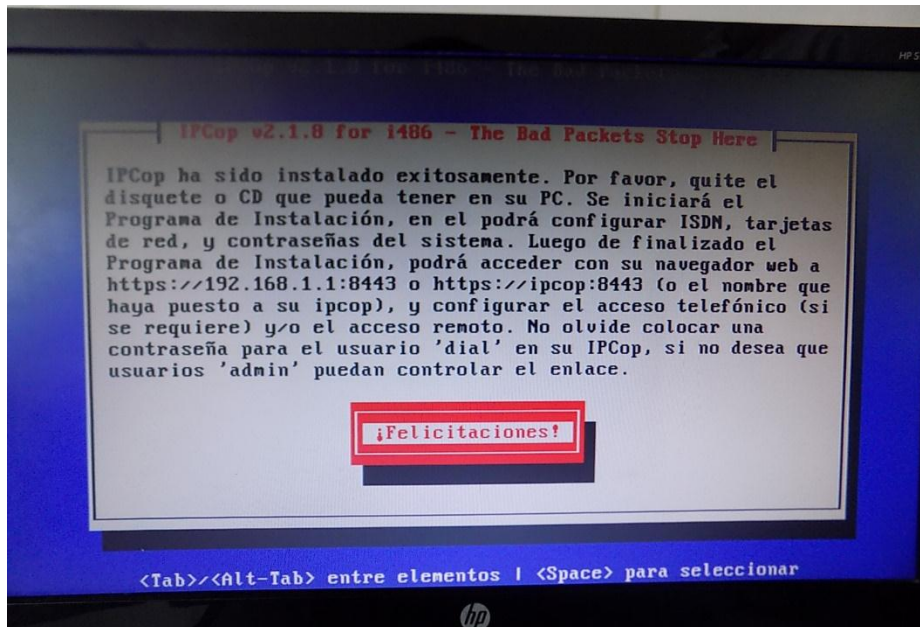 HP S
IPCop v2.1.8 for i486 - The Bad Packets Stop Here
IPCop ha sido instalado exitosamente. Por favor, quite el
disquete o CD que pueda tener en su PC. Se iniciará el
Programa de Instalación, en el podrá configurar ISDN, tarjetas
de red, y contraseñas del sistema. Luego de finalizado el
Programa de Instalación, podrá acceder con su navegador web a
https://192.168.1.1:8443 o https://ipcop:8443 (o el nombre que
haya puesto a su ipcop), y configurar el acceso telefónico (si
se requiere) y/o el acceso remoto. No olvide colocar una
contraseña para el usuario 'dial' en su IPCop, si no desea que
usuarios 'admin' puedan controlar el enlace.
¡Felicitaciones!
<Tab>/<Alt-Tab> entre elementos | <Space> para seleccionar
hp